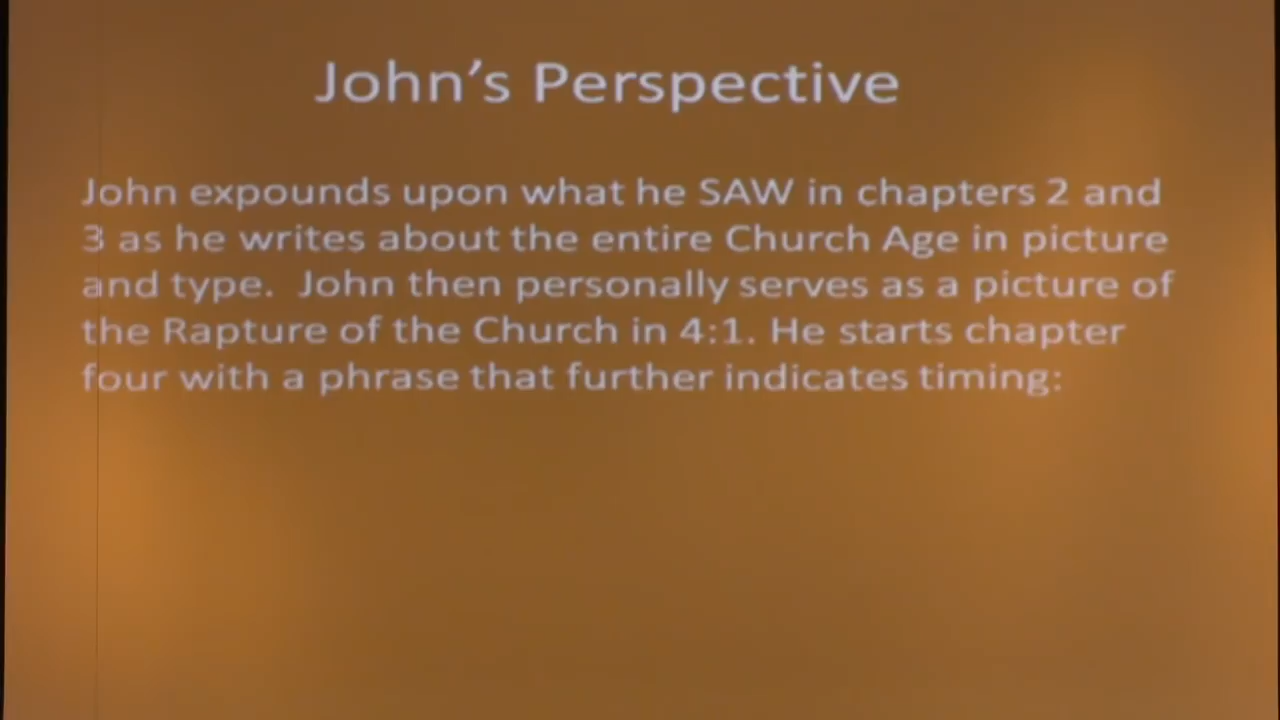 John’s Perspective
John expounds upon what he SAW in chapters 2 and
3 as he writes about the entire Church Age in picture
and type.  John then personally serves as a picture of
the Rapture of the Church in 4:1. He starts chapter
four with a phrase that further indicates timing: